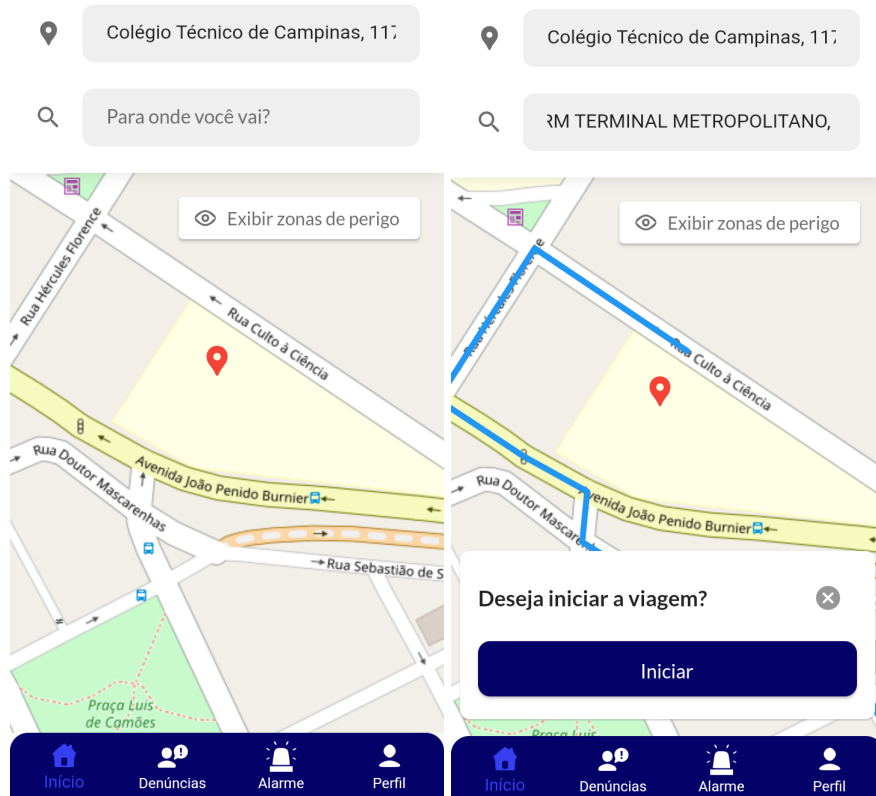 Colégio Técnico de Campinas, 117
Para onde você vai?
Exibir zonas de perigo
Rua Hércules Florence
Rua Culto à Ciência
Rua Doutor Mascarenhas
Avenida João Penido Burnier
Rua Sebastião de S
Praça Luís
de Camões
Início
Denúncias
Alarme
Perfil
Colégio Técnico de Campinas, 117
RM TERMINAL METROPOLITANO,
Exibir zonas de perigo
Rua Hércules Florence
Rua Culto à Ciência
Rua Doutor Mascarenhas
Avenida João Penido Burnier
Deseja iniciar a viagem?
Iniciar
Praça Luís
Início
Denúncias
Alarme
Perfil